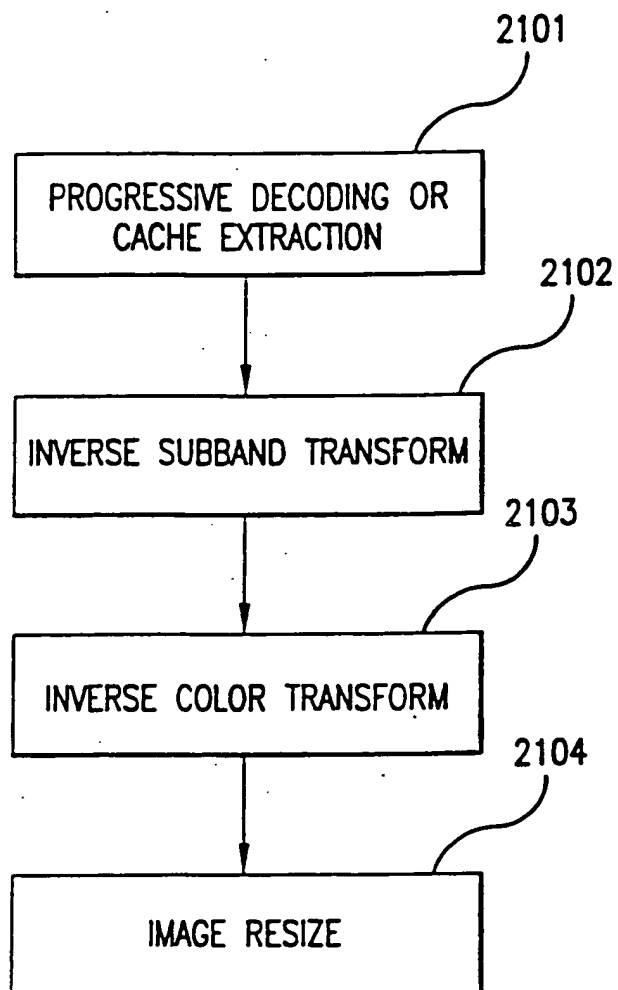 2101
PROGRESSIVE DECODING OR
CACHE EXTRACTION
2102
INVERSE SUBBAND TRANSFORM
2103
INVERSE COLOR TRANSFORM
2104
IMAGE RESIZE